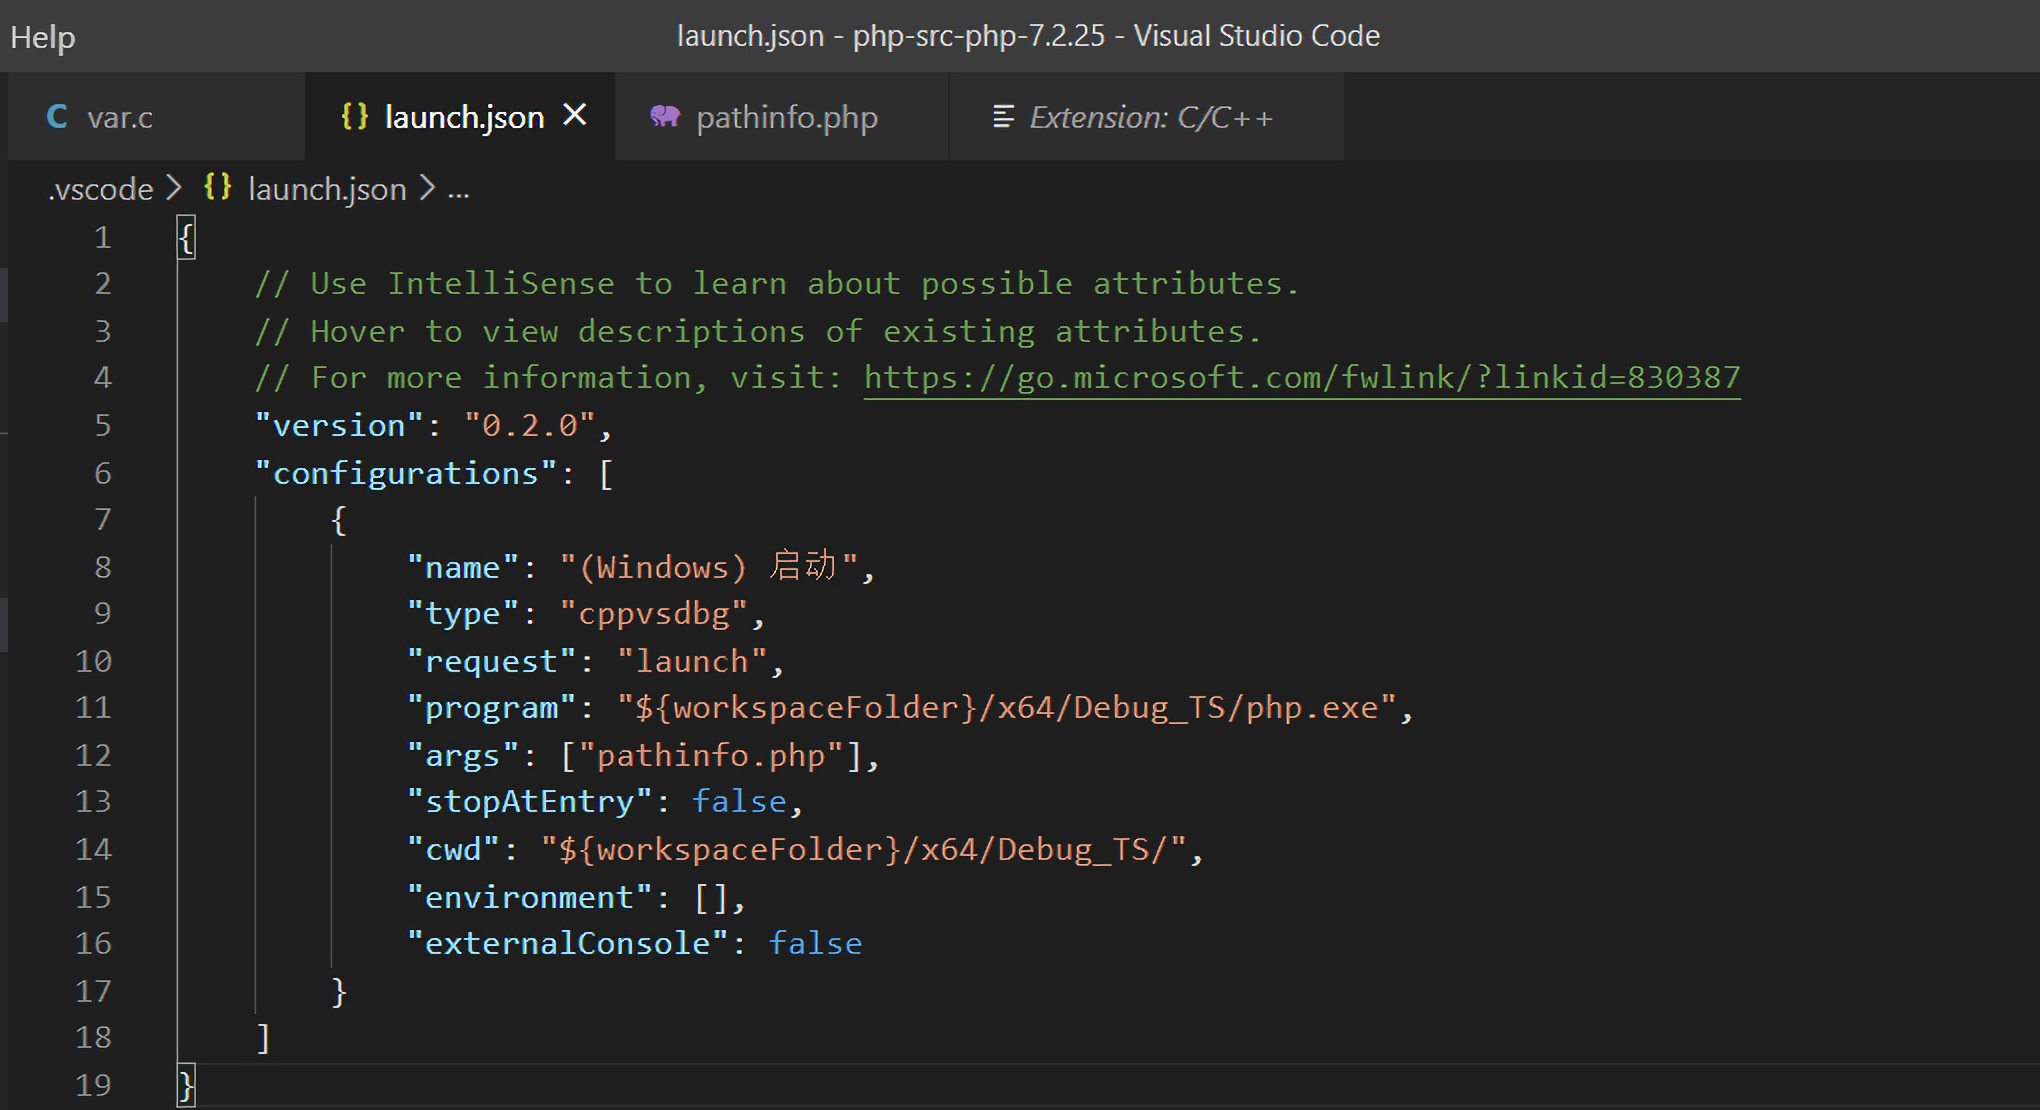 Help
launch.json - php-src-php-7.2.25 - Visual Studio Code
C var.c
{} launch.json ×
pathinfo.php
Extension: C/C++
.vscode > {} launch.json > ...
1 {
2 // Use IntelliSense to learn about possible attributes.
3 // Hover to view descriptions of existing attributes.
4 // For more information, visit: https://go.microsoft.com/fwlink/?linkid=830387
5 "version": "0.2.0",
6 "configurations": [
7 {
8 "name": "(Windows) 启动",
9 "type": "cppvsdbg",
10 "request": "launch",
11 "program": "${workspaceFolder}/x64/Debug_TS/php.exe",
12 "args": ["pathinfo.php"],
13 "stopAtEntry": false,
14 "cwd": "${workspaceFolder}/x64/Debug_TS/",
15 "environment": [],
16 "externalConsole": false
17 }
18 ]
19 }